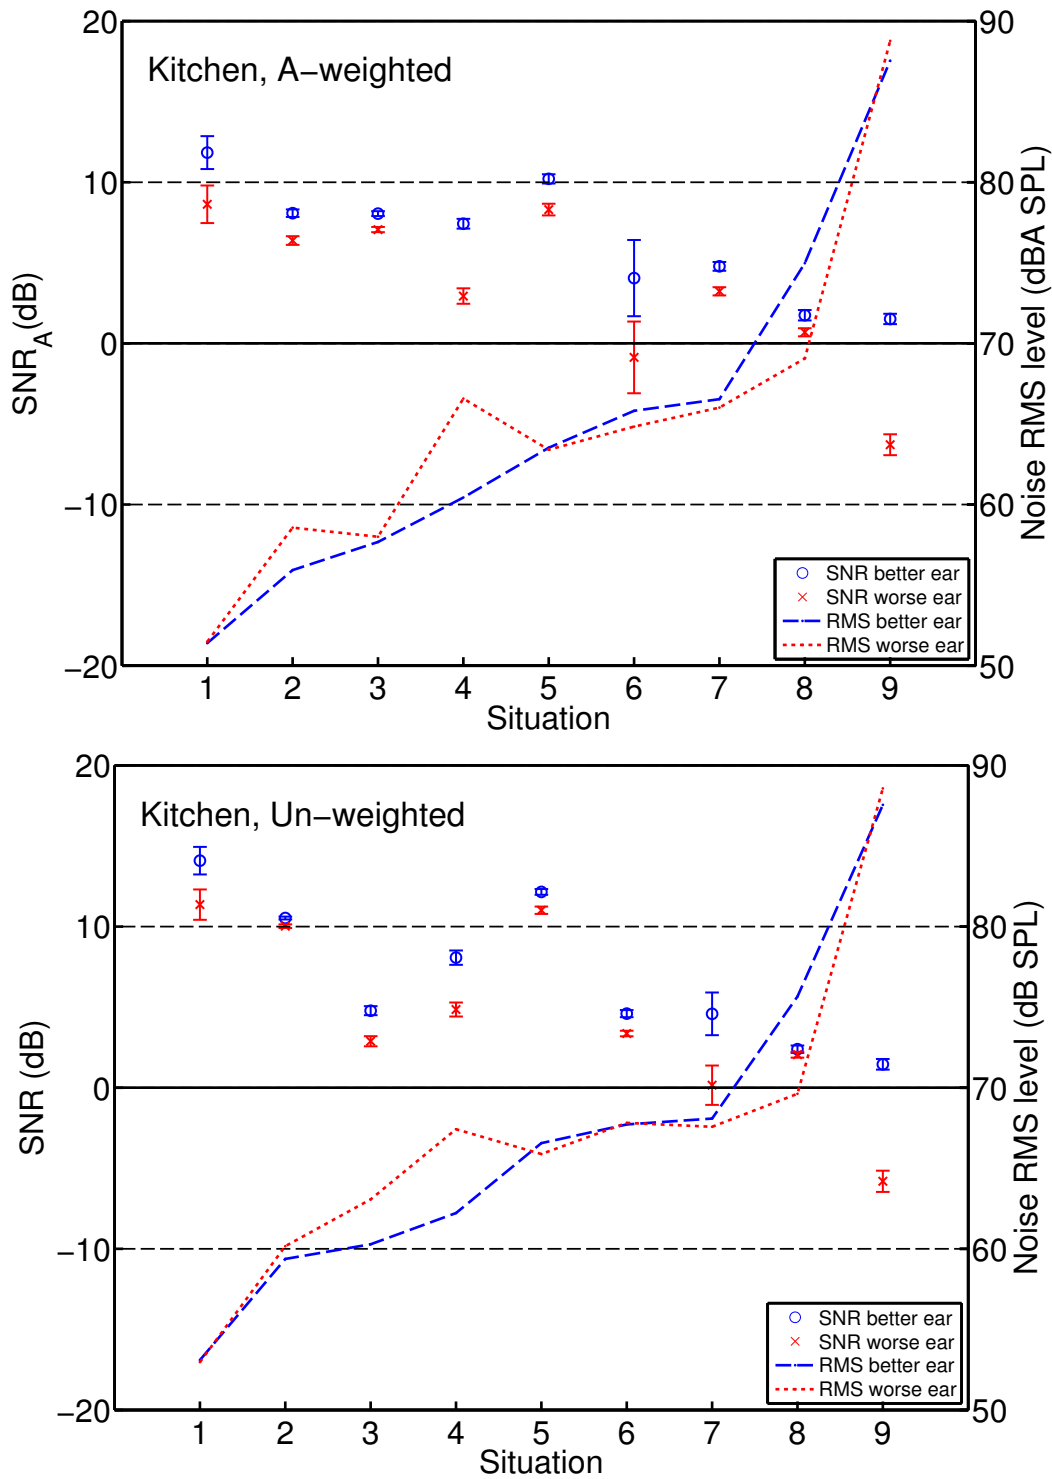 Kitchen, A−weighted
20
10
0
−10
−20
SNR_A (dB)
90
80
70
60
50
Noise RMS level (dBA SPL)
SNR better ear
SNR worse ear
RMS better ear
RMS worse ear
1 2 3 4 5 6 7 8 9
Situation
Kitchen, Un−weighted
20
10
0
−10
−20
SNR (dB)
90
80
70
60
50
Noise RMS level (dB SPL)
SNR better ear
SNR worse ear
RMS better ear
RMS worse ear
1 2 3 4 5 6 7 8 9
Situation